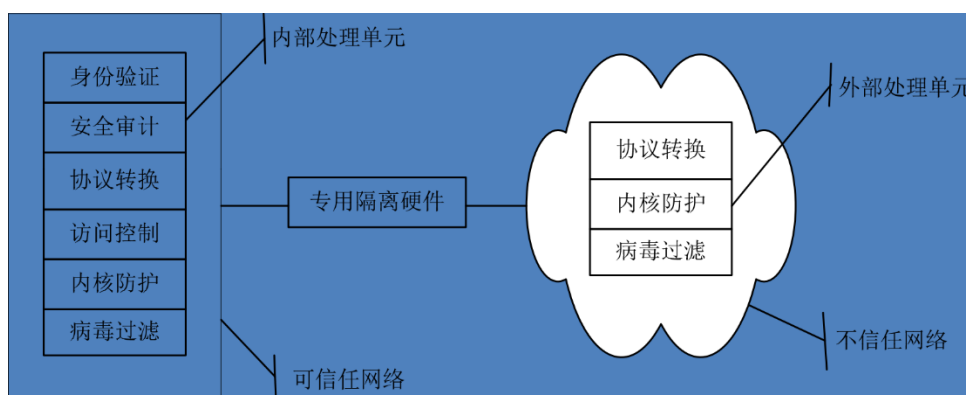 内部处理单元
身份验证
安全审计
协议转换
访问控制
内核防护
病毒过滤
可信任网络
专用隔离硬件
协议转换
内核防护
病毒过滤
外部处理单元
不信任网络